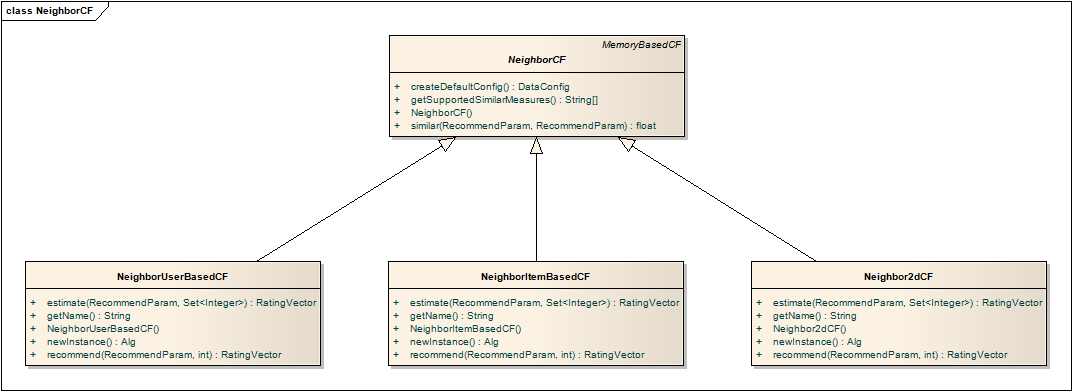 class NeighborCF
MemoryBasedCF
NeighborCF
+ createDefaultConfig() : DataConfig
+ getSupportedSimilarMeasures() : String[]
+ NeighborCF()
+ similar(RecommendParam, RecommendParam) : float
NeighborUserBasedCF
+ estimate(RecommendParam, Set<Integer>) : RatingVector
+ getName() : String
+ NeighborUserBasedCF()
+ newInstance() : Alg
+ recommend(RecommendParam, int) : RatingVector
NeighborItemBasedCF
+ estimate(RecommendParam, Set<Integer>) : RatingVector
+ getName() : String
+ NeighborItemBasedCF()
+ newInstance() : Alg
+ recommend(RecommendParam, int) : RatingVector
Neighbor2dCF
+ estimate(RecommendParam, Set<Integer>) : RatingVector
+ getName() : String
+ Neighbor2dCF()
+ newInstance() : Alg
+ recommend(RecommendParam, int) : RatingVector